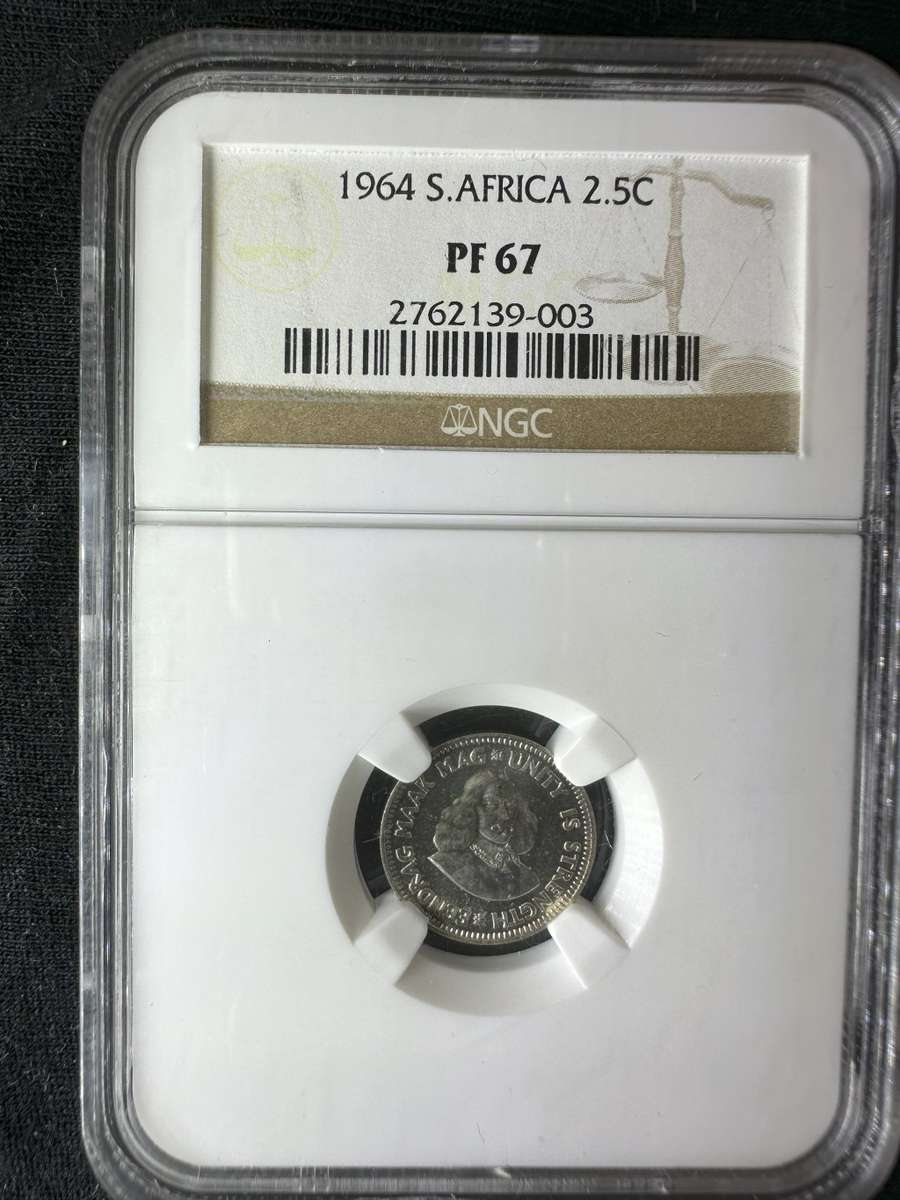 1964 S.AFRICA 2.5C
PF 67
2762139-003
NGC
EENDRAG MAAK MAG * UNITY IS STRENGTH *